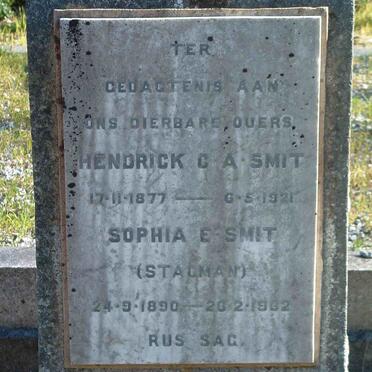 TER
GEDAGTENIS AAN
ONS DIERBARE OUERS
HENDRICK C A SMIT
17·11·1877 — 6·5·1921
SOPHIA E SMIT
(STALMAN)
24·9·1890 — 20·2·1962
RUS SAG.